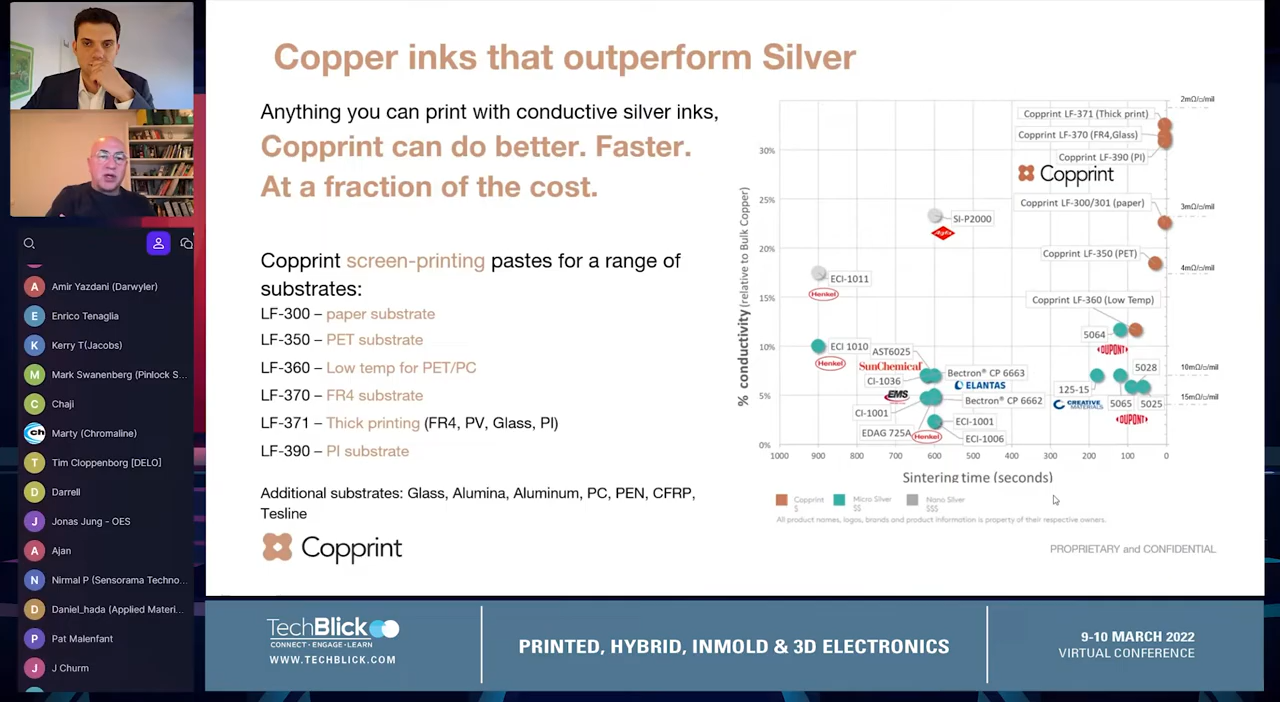 Copper inks that outperform Silver
Anything you can print with conductive silver inks,
Copprint can do better. Faster.
At a fraction of the cost.
Copprint screen-printing pastes for a range of
substrates:
LF-300 – paper substrate
LF-350 – PET substrate
LF-360 – Low temp for PET/PC
LF-370 – FR4 substrate
LF-371 – Thick printing (FR4, PV, Glass, PI)
LF-390 – PI substrate
Additional substrates: Glass, Alumina, Aluminum, PC, PEN, CFRP,
Tesline
Copprint
2mΩ/□/mil
Copprint LF-371 (Thick print)
Copprint LF-370 (FR4,Glass)
Copprint LF-390 (PI)
Copprint
Copprint LF-300/301 (paper)
3mΩ/□/mil
SI-P2000
Agfa
Copprint LF-350 (PET)
4mΩ/□/mil
ECI-1011
Henkel
Copprint LF-360 (Low Temp)
5064
DUPONT
ECI 1010
Henkel
AST6025
SunChemical
CI-1036
EMS
Bectron® CP 6663
ELANTAS
Bectron® CP 6662
CI-1001
EDAG 725A
Henkel
ECI-1001
ECI-1006
5028
10mΩ/□/mil
125-15
CREATIVE
MATERIALS
5065
5025
DUPONT
15mΩ/□/mil
% conductivity (relative to Bulk Copper)
30%
25%
20%
15%
10%
5%
0%
1000 900 800 700 600 500 400 300 200 100 0
Sintering time (seconds)
Copprint
$
Micro Silver
$$
Nano Silver
$$$
All product names, logos, brands and product information is property of their respective owners.
PROPRIETARY and CONFIDENTIAL
A Amir Yazdani (Darwyler)
E Enrico Tenaglia
K Kerry T(Jacobs)
M Mark Swanenberg (Pinlock S...
C Chaji
ch Marty (Chromaline)
T Tim Cloppenborg [DELO]
D Darrell
J Jonas Jung - OES
A Ajan
N Nirmal P (Sensorama Techno...
D Daniel_hada (Applied Materi...
P Pat Malenfant
J J Churm
TechBlick
CONNECT • ENGAGE • LEARN
WWW.TECHBLICK.COM
PRINTED, HYBRID, INMOLD & 3D ELECTRONICS
9-10 MARCH 2022
VIRTUAL CONFERENCE